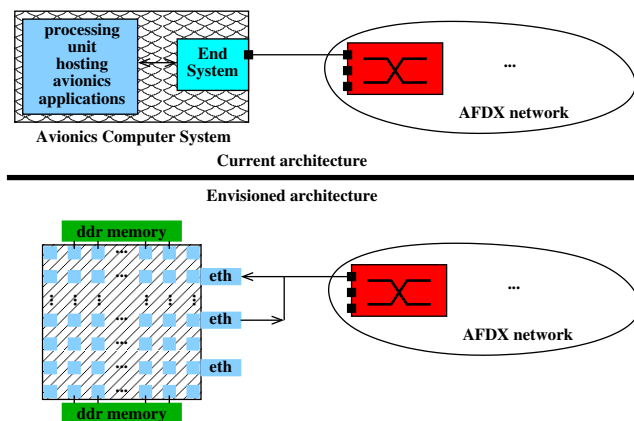 processing
unit
hosting
avionics
applications
End
System
...
AFDX network
Avionics Computer System
Current architecture
Envisioned architecture
ddr memory
...
eth
...
eth
...
...
AFDX network
...
eth
...
ddr memory